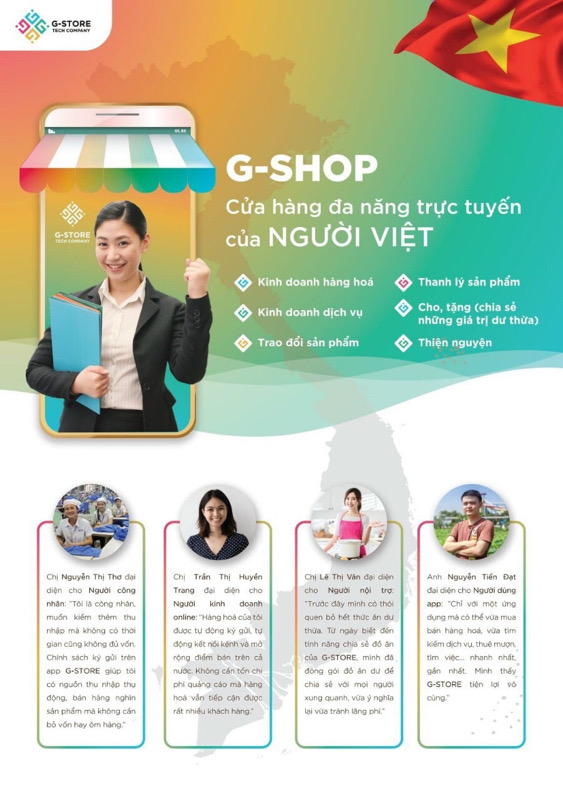 G-STORE
TECH COMPANY
G-STORE
TECH COMPANY
G-SHOP
Cửa hàng đa năng trực tuyến
của NGƯỜI VIỆT
Kinh doanh hàng hoá
Kinh doanh dịch vụ
Trao đổi sản phẩm
Thanh lý sản phẩm
Cho, tặng (chia sẻ
những giá trị dư thừa)
Thiện nguyện
Chị Nguyễn Thị Thơ đại
diện cho Người công
nhân: "Tôi là công nhân,
muốn kiếm thêm thu
nhập mà không có thời
gian cũng không đủ vốn.
Chính sách ký gửi trên
app G-STORE giúp tôi
có nguồn thu nhập thụ
động, bán hàng nghìn
sản phẩm mà không cần
bỏ vốn hay ôm hàng."
Chị Trần Thị Huyền
Trang đại diện cho
Người kinh doanh
online: "Hàng hoá của tôi
được tự động ký gửi, tự
động kết nối kệnh và mở
rộng điểm bán trên cả
nước. Không cần tốn chi
phí quảng cáo mà hàng
hoá vẫn tiếp cận được
rất nhiều khách hàng."
Chị Lê Thị Vân đại diện
cho Người nội trợ:
"Trước đây mình có thói
quen bỏ hết thức ăn dư
thừa. Từ ngày biết đến
tính năng chia sẻ đồ ăn
của G-STORE, mình đã
đóng gói đồ ăn dư để
chia sẻ với mọi người
xung quanh, vừa ý nghĩa
lại vừa tránh lãng phí."
Anh Nguyễn Tiến Đạt
đại diện cho Người dùng
app: "Chỉ với một ứng
dụng mà có thể vừa mua
bán hàng hoá, vừa tìm
kiếm dịch vụ, thuê mượn,
tìm việc... nhanh nhất,
gần nhất. Mình thấy
G-STORE tiện lợi vô
cùng."